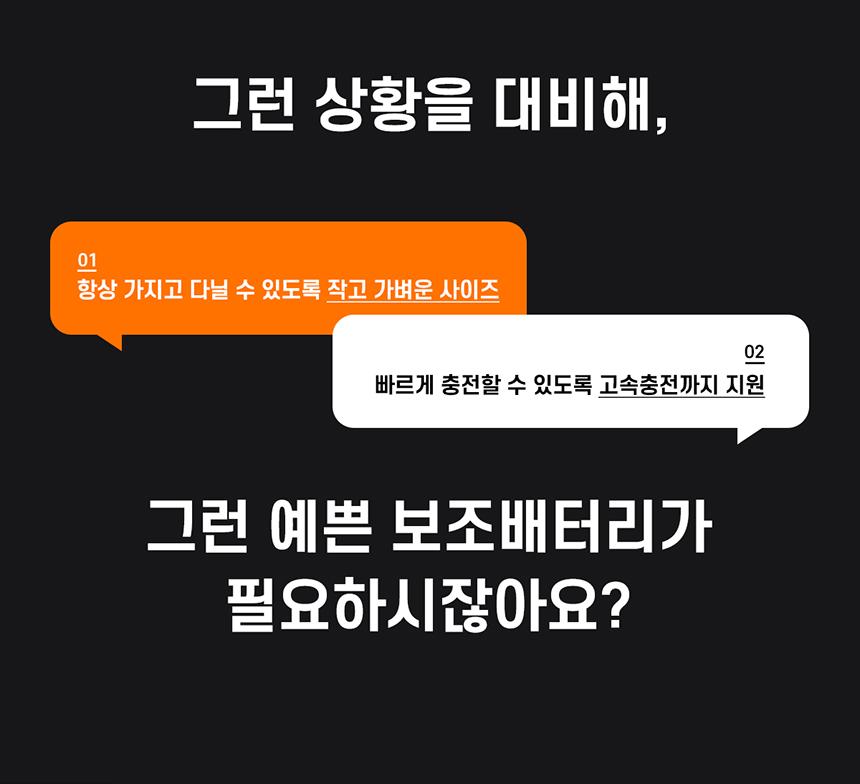 그런 상황을 대비해,
01
항상 가지고 다닐 수 있도록 작고 가벼운 사이즈
02
빠르게 충전할 수 있도록 고속충전까지 지원
그런 예쁜 보조배터리가
필요하시잖아요?